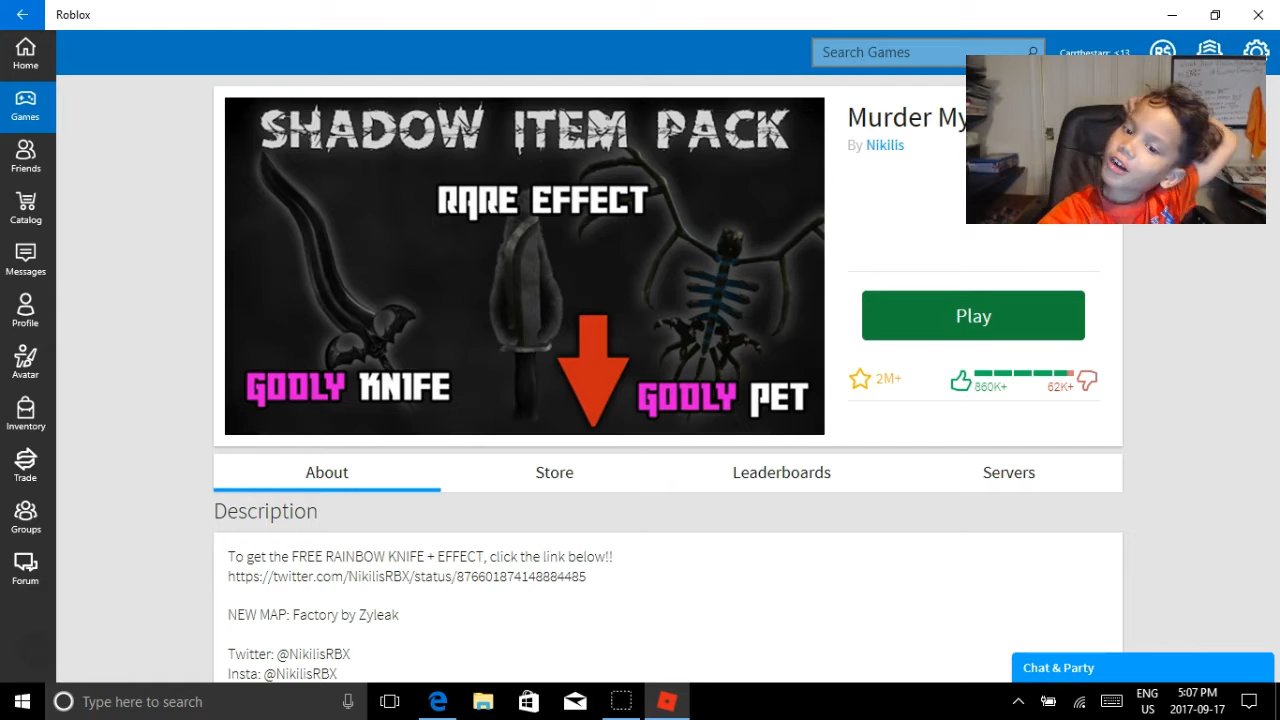 Roblox
Home
Games
Friends
Catalog
Messages
Profile
Avatar
Inventory
Trade
Groups
Forum
Search Games
SHADOW ITEM PACK
RARE EFFECT
GODLY KNIFE
GODLY PET
Murder My
By Nikilis
Play
2M+
860K+
62K+
About
Store
Leaderboards
Servers
Description
To get the FREE RAINBOW KNIFE + EFFECT, click the link below!!
https://twitter.com/NikilisRBX/status/876601874148884485
NEW MAP: Factory by Zyleak
Twitter: @NikilisRBX
Insta: @NikilisRBX
Chat & Party
Type here to search
ENG
US
5:07 PM
2017-09-17